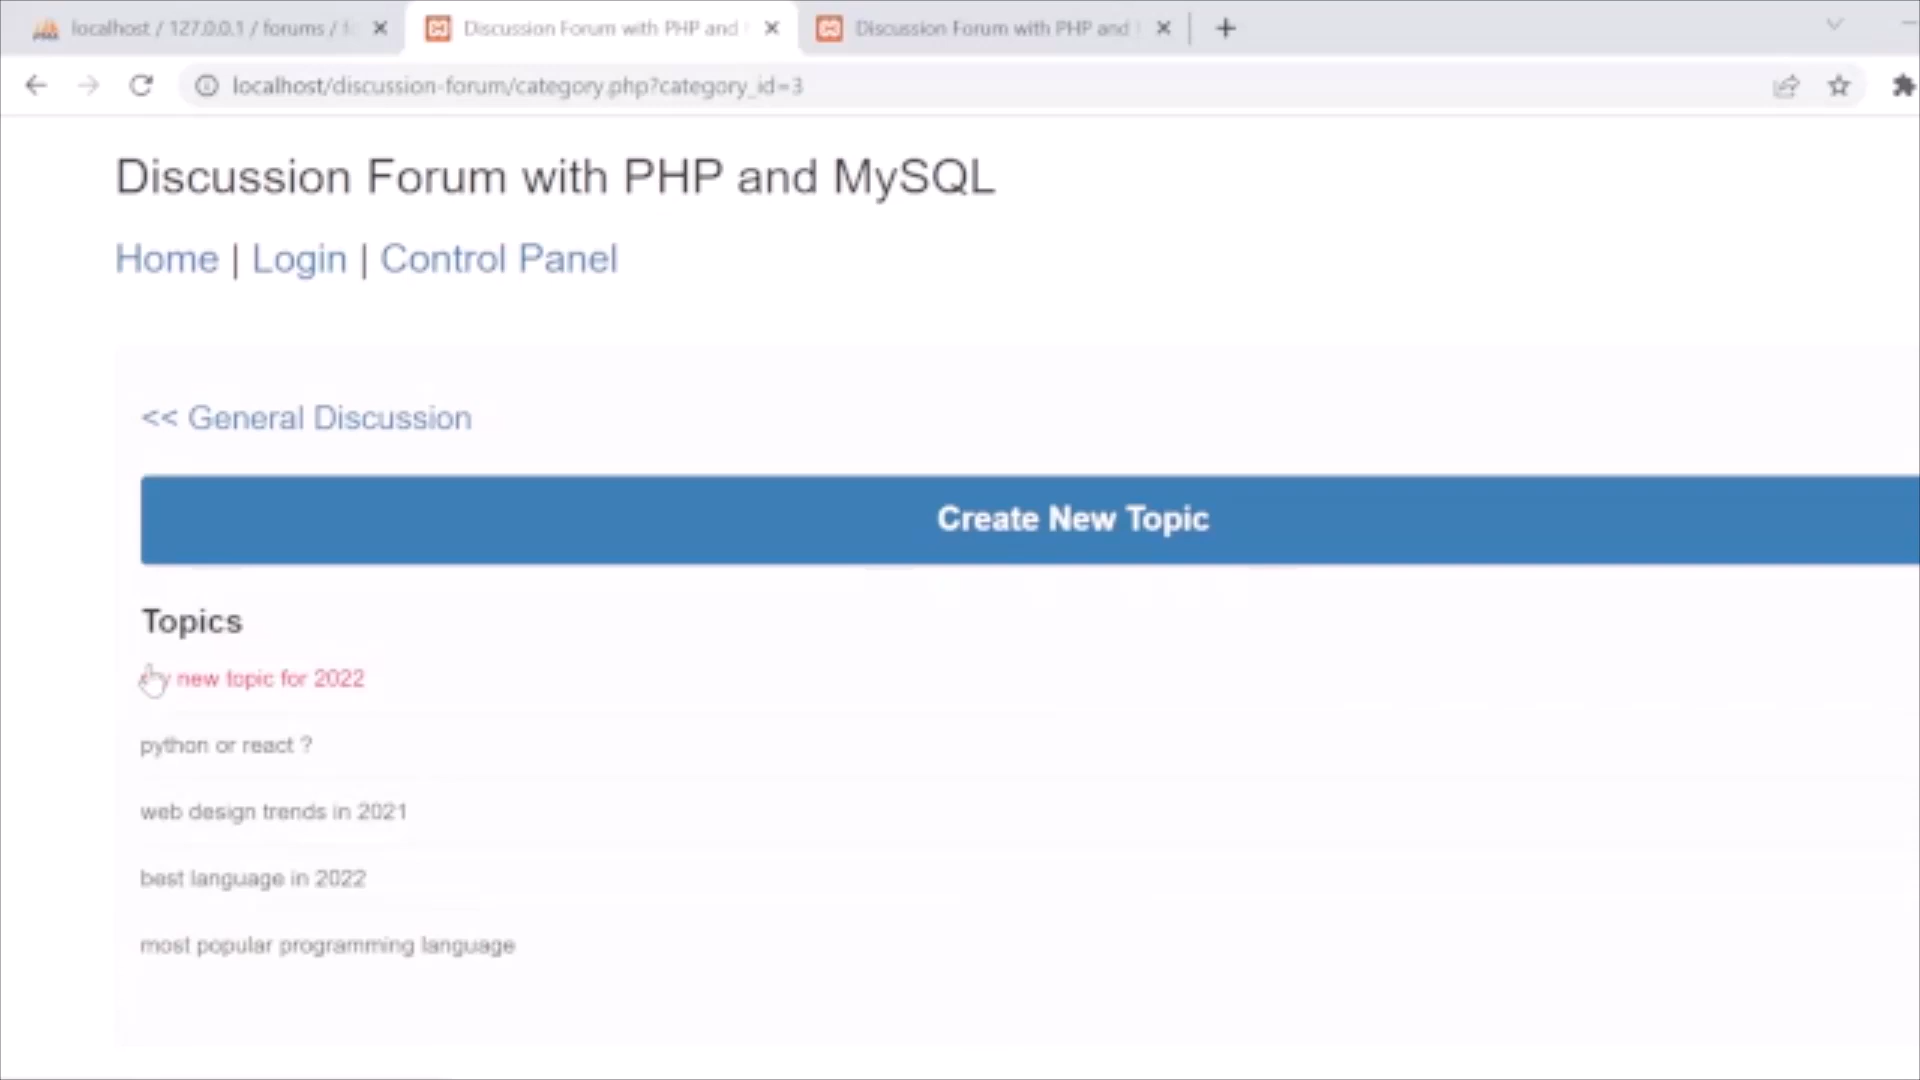 localhost / 127.0.0.1 / forums /
Discussion Forum with PHP and
Discussion Forum with PHP and
localhost/discussion-forum/category.php?category_id=3
Discussion Forum with PHP and MySQL
Home | Login | Control Panel
<< General Discussion
Create New Topic
Topics
new topic for 2022
python or react ?
web design trends in 2021
best language in 2022
most popular programming language